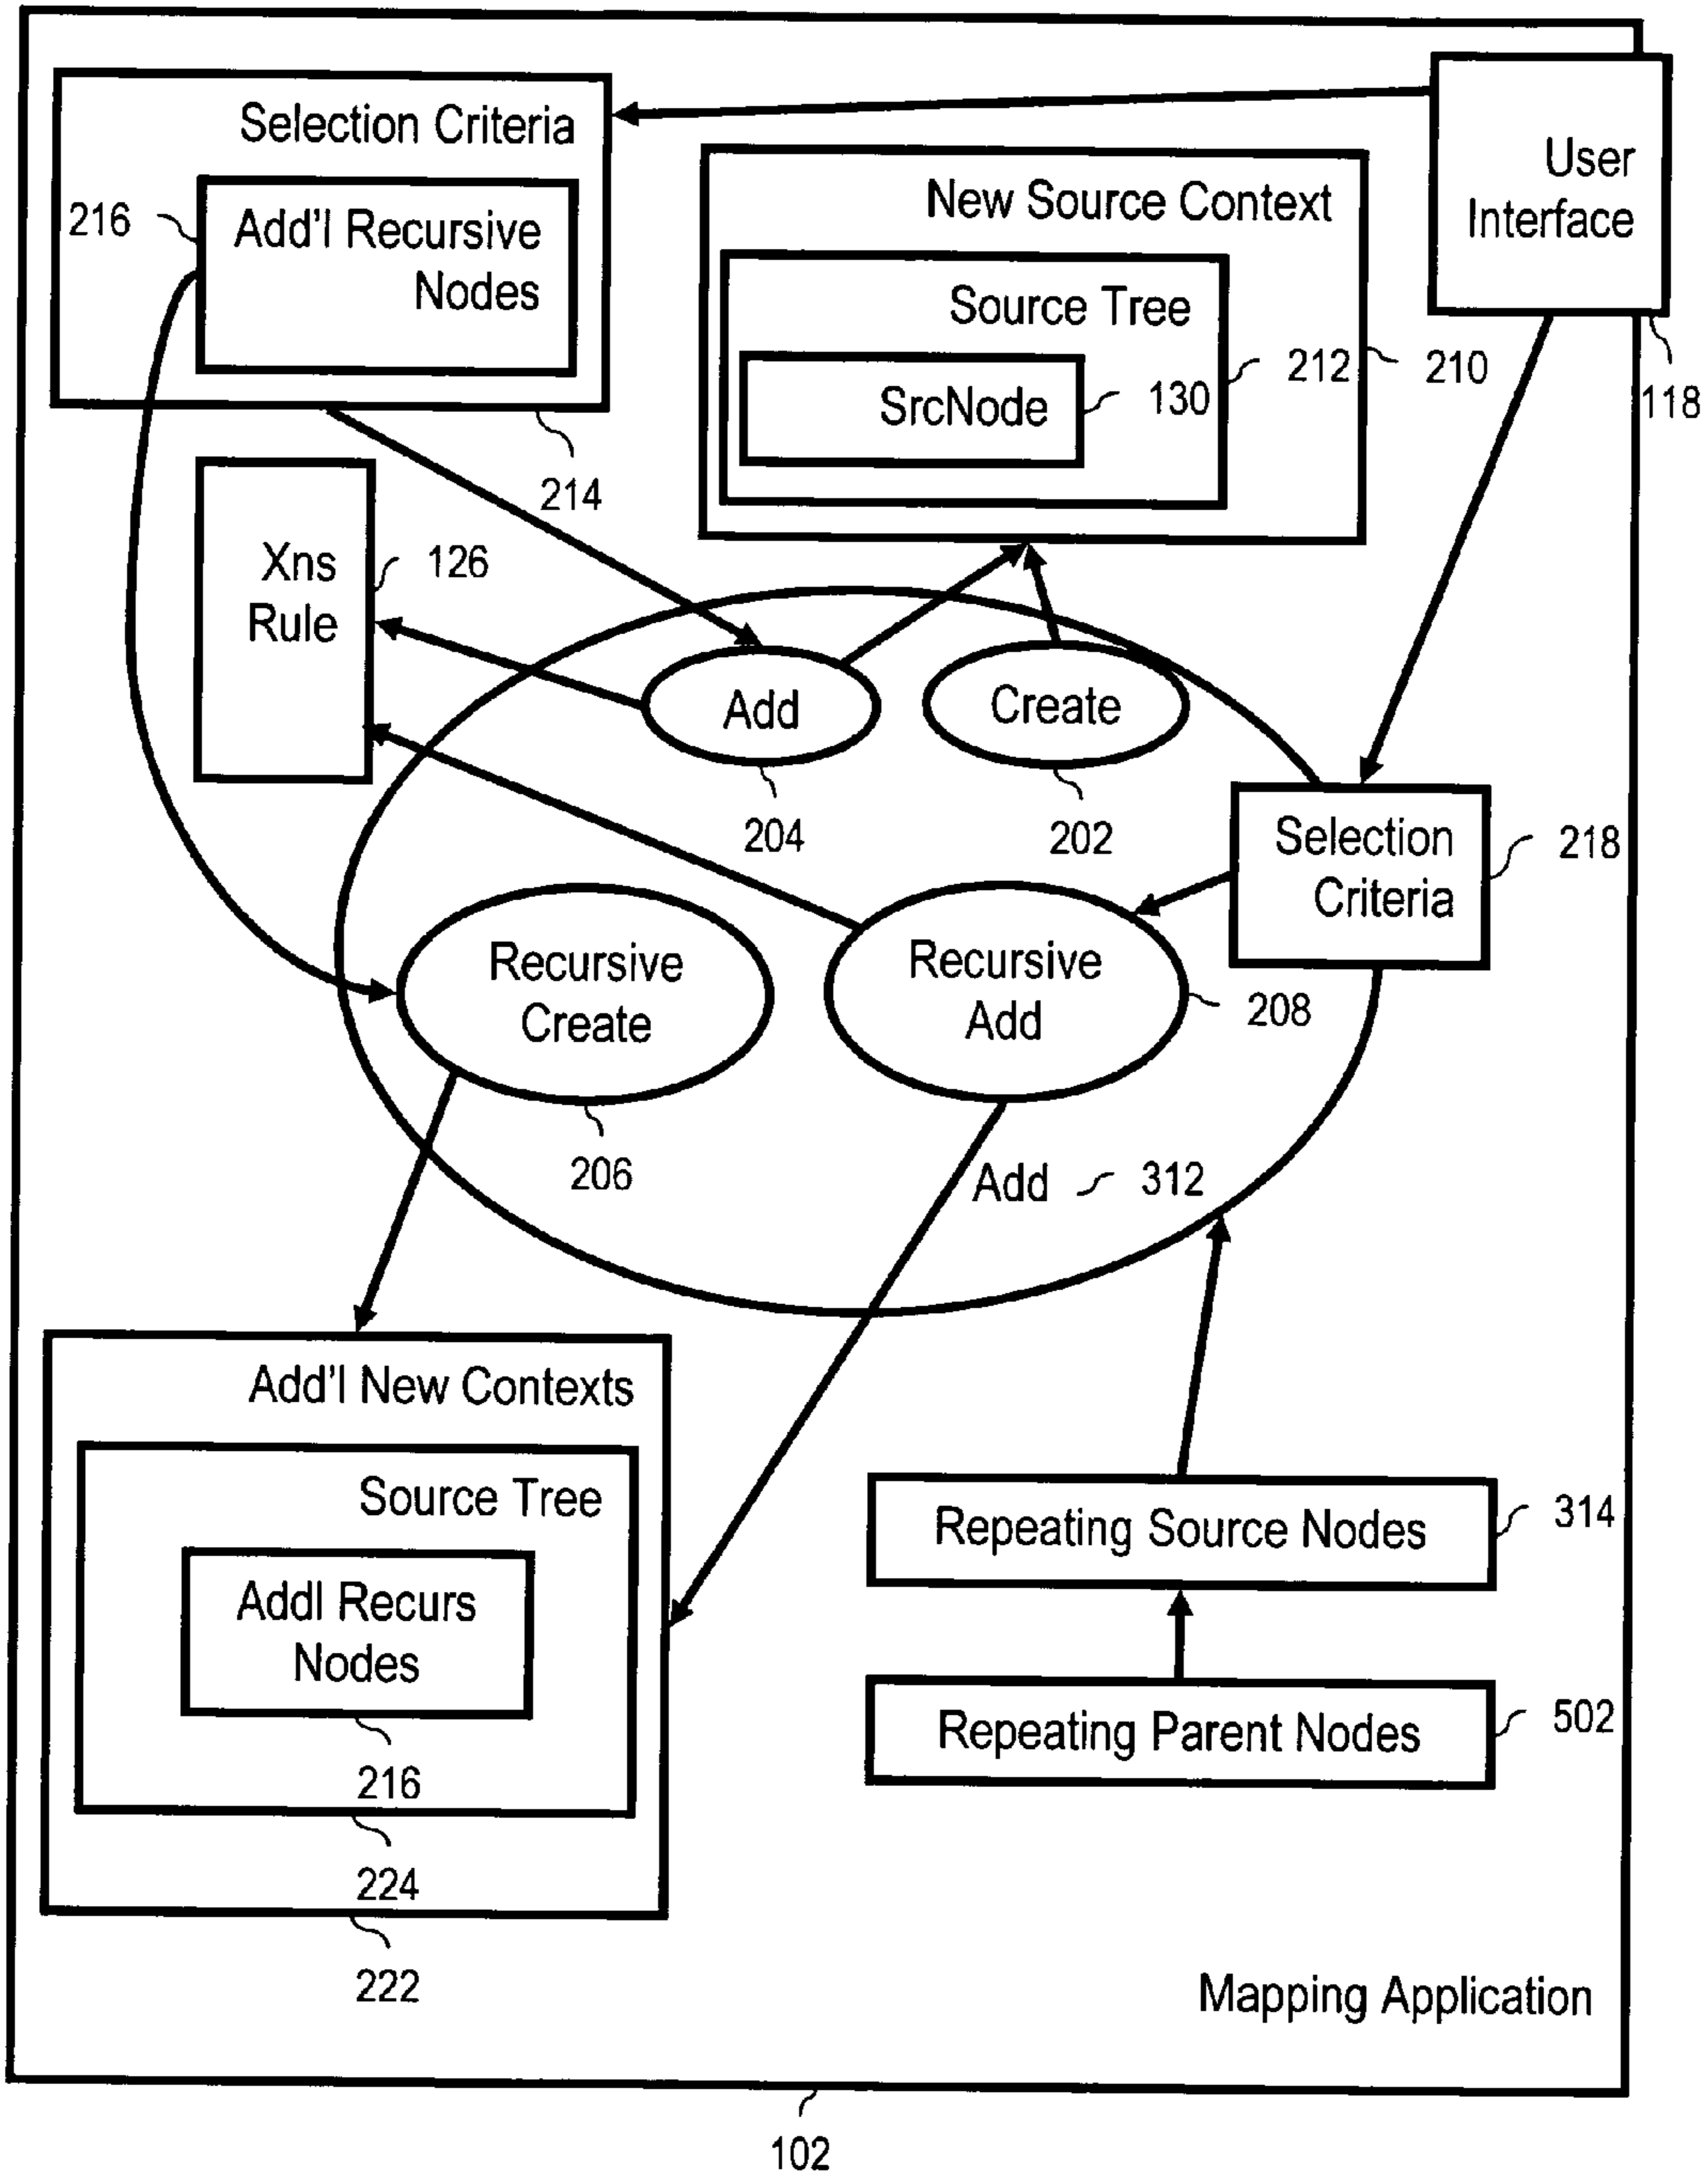 Selection Criteria
216
Add'l Recursive
Nodes
214
User
Interface
118
New Source Context
Source Tree
SrcNode
130
212
210
Xns
Rule
126
Add
204
Create
202
Selection
Criteria
218
Recursive
Create
206
Recursive
Add
208
Add
312
Add'l New Contexts
Source Tree
Addl Recurs
Nodes
216
224
222
Repeating Source Nodes
314
Repeating Parent Nodes
502
Mapping Application
102